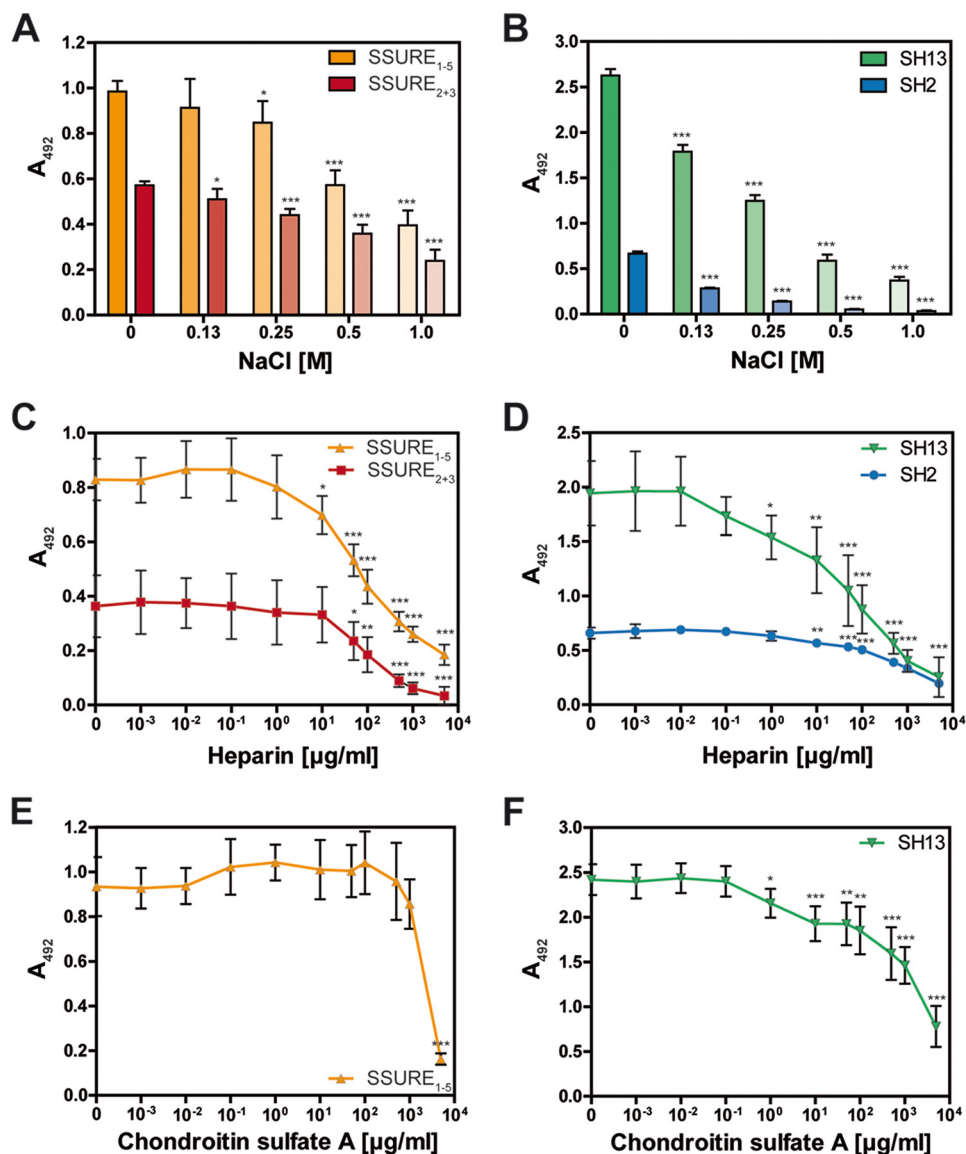 A
1.2
1.0
0.8
0.6
0.4
0.2
0.0
A₄₉₂
SSURE₁₋₅
SSURE₂₊₃
*
*
***
***
***
***
***
0 0.13 0.25 0.5 1.0
NaCl [M]
B
3.0
2.5
2.0
1.5
1.0
0.5
0.0
A₄₉₂
SH13
SH2
***
***
***
***
***
***
***
***
0 0.13 0.25 0.5 1.0
NaCl [M]
C
1.0
0.8
0.6
0.4
0.2
0.0
A₄₉₂
SSURE₁₋₅
SSURE₂₊₃
* *** *** *** *** ***
* ** *** *** ***
0 10⁻³ 10⁻² 10⁻¹ 10⁰ 10¹ 10² 10³ 10⁴
Heparin [µg/ml]
D
2.5
2.0
1.5
1.0
0.5
0.0
A₄₉₂
SH13
SH2
* ** *** *** *** *** ***
** *** ***
0 10⁻³ 10⁻² 10⁻¹ 10⁰ 10¹ 10² 10³ 10⁴
Heparin [µg/ml]
E
1.2
1.0
0.8
0.6
0.4
0.2
0.0
A₄₉₂
***
SSURE₁₋₅
0 10⁻³ 10⁻² 10⁻¹ 10⁰ 10¹ 10² 10³ 10⁴
Chondroitin sulfate A [µg/ml]
F
3.0
2.5
2.0
1.5
1.0
0.5
0.0
A₄₉₂
SH13
* *** ** ** *** *** ***
0 10⁻³ 10⁻² 10⁻¹ 10⁰ 10¹ 10² 10³ 10⁴
Chondroitin sulfate A [µg/ml]